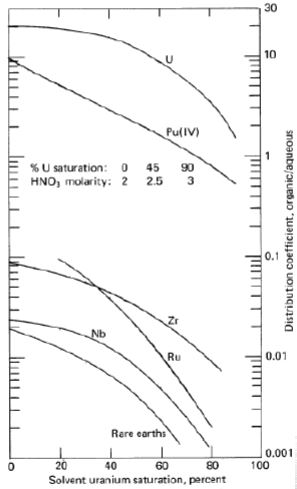 30
10
U
Pu(IV)
% U saturation: 0 45 90
HNO₃ molarity: 2 2.5 3
1
0.1
Zr
Nb
Ru
0.01
Rare earths
0.001
0 20 40 60 80 100
Solvent uranium saturation, percent
Distribution coefficient, organic/aqueous